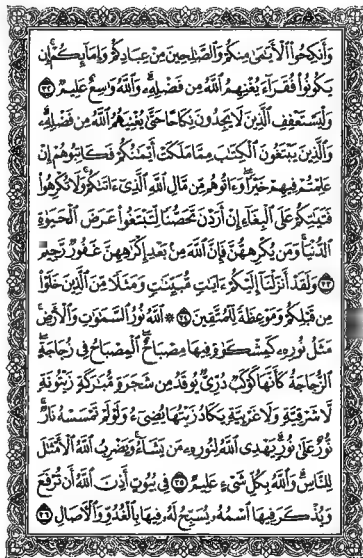 وَأَنكِحُوا۟ ٱلْأَيَٰمَىٰ مِنكُمْ وَٱلصَّٰلِحِينَ مِنْ عِبَادِكُمْ وَإِمَآئِكُمْ ۚ إِن
يَكُونُوا۟ فُقَرَآءَ يُغْنِهِمُ ٱللَّهُ مِن فَضْلِهِۦ ۗ وَٱللَّهُ وَٰسِعٌ عَلِيمٌ ٣٢
وَلْيَسْتَعْفِفِ ٱلَّذِينَ لَا يَجِدُونَ نِكَاحًا حَتَّىٰ يُغْنِيَهُمُ ٱللَّهُ مِن فَضْلِهِۦ ۗ
وَٱلَّذِينَ يَبْتَغُونَ ٱلْكِتَٰبَ مِمَّا مَلَكَتْ أَيْمَٰنُكُمْ فَكَاتِبُوهُمْ إِنْ
عَلِمْتُمْ فِيهِمْ خَيْرًا ۖ وَءَاتُوهُم مِّن مَّالِ ٱللَّهِ ٱلَّذِىٓ ءَاتَىٰكُمْ ۚ وَلَا تُكْرِهُوا۟
فَتَيَٰتِكُمْ عَلَى ٱلْبِغَآءِ إِنْ أَرَدْنَ تَحَصُّنًا لِّتَبْتَغُوا۟ عَرَضَ ٱلْحَيَوٰةِ
ٱلدُّنْيَا ۚ وَمَن يُكْرِههُّنَّ فَإِنَّ ٱللَّهَ مِنۢ بَعْدِ إِكْرَٰهِهِنَّ غَفُورٌ رَّحِيمٌ
٣٣ وَلَقَدْ أَنزَلْنَآ إِلَيْكُمْ ءَايَٰتٍ مُّبَيِّنَٰتٍ وَمَثَلًا مِّنَ ٱلَّذِينَ خَلَوْا۟
مِن قَبْلِكُمْ وَمَوْعِظَةً لِّلْمُتَّقِينَ ٣٤ ۞ ٱللَّهُ نُورُ ٱلسَّمَٰوَٰتِ وَٱلْأَرْضِ ۚ
مَثَلُ نُورِهِۦ كَمِشْكَوٰةٍ فِيهَا مِصْبَاحٌ ۖ ٱلْمِصْبَاحُ فِى زُجَاجَةٍ ۖ
ٱلزُّجَاجَةُ كَأَنَّهَا كَوْكَبٌ دُرِّىٌّ يُوقَدُ مِن شَجَرَةٍ مُّبَٰرَكَةٍ زَيْتُونَةٍ
لَّا شَرْقِيَّةٍ وَلَا غَرْبِيَّةٍ يَكَادُ زَيْتُهَا يُضِىٓءُ وَلَوْ لَمْ تَمْسَسْهُ نَارٌ ۚ
نُّورٌ عَلَىٰ نُورٍ ۗ يَهْدِى ٱللَّهُ لِنُورِهِۦ مَن يَشَآءُ ۚ وَيَضْرِبُ ٱللَّهُ ٱلْأَمْثَٰلَ
لِلنَّاسِ ۗ وَٱللَّهُ بِكُلِّ شَىْءٍ عَلِيمٌ ٣٥ فِى بُيُوتٍ أَذِنَ ٱللَّهُ أَن تُرْفَعَ
وَيُذْكَرَ فِيهَا ٱسْمُهُۥ يُسَبِّحُ لَهُۥ فِيهَا بِٱلْغُدُوِّ وَٱلْءَاصَالِ ٣٦